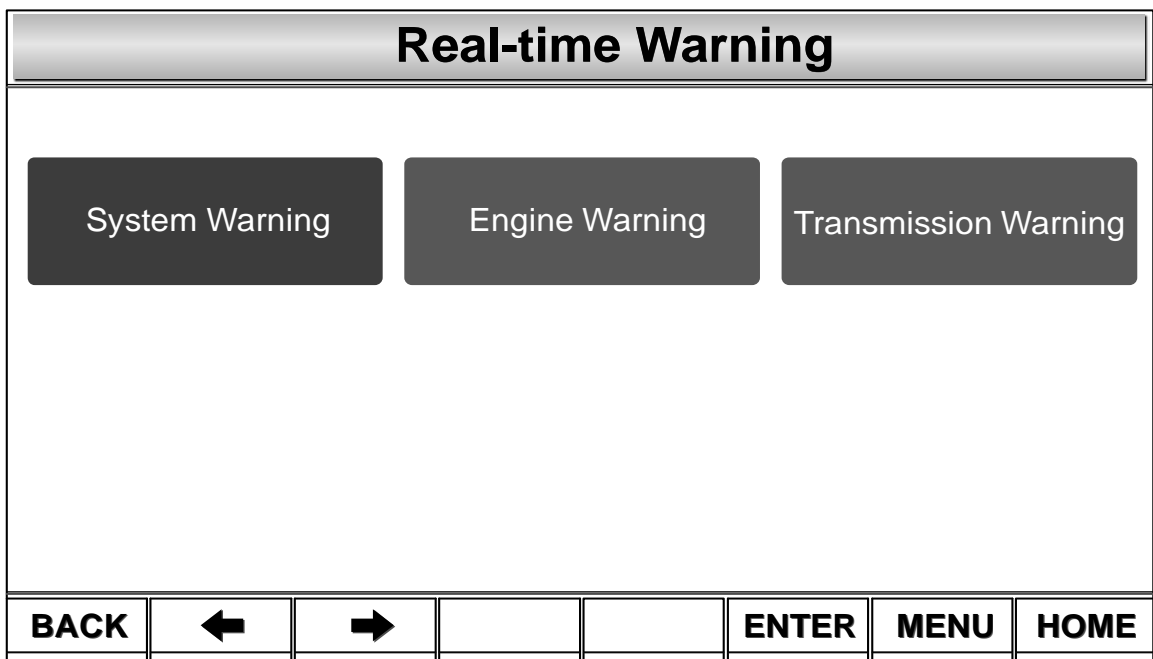 Real-time Warning
System Warning
Engine Warning
Transmission Warning
BACK
ENTER
MENU
HOME